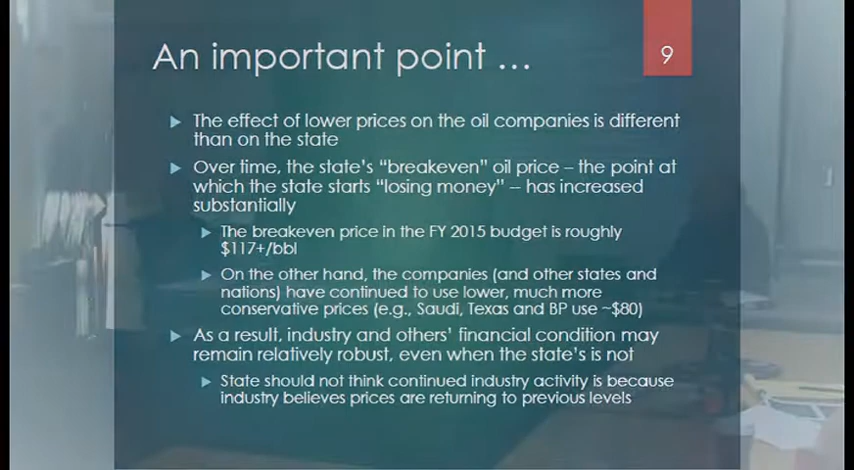 An important point ...
9
The effect of lower prices on the oil companies is different
than on the state
Over time, the state's "breakeven" oil price – the point at
which the state starts "losing money" – has increased
substantially
The breakeven price in the FY 2015 budget is roughly
$117+/bbl
On the other hand, the companies (and other states and
nations) have continued to use lower, much more
conservative prices (e.g., Saudi, Texas and BP use ~$80)
As a result, industry and others' financial condition may
remain relatively robust, even when the state's is not
State should not think continued industry activity is because
industry believes prices are returning to previous levels